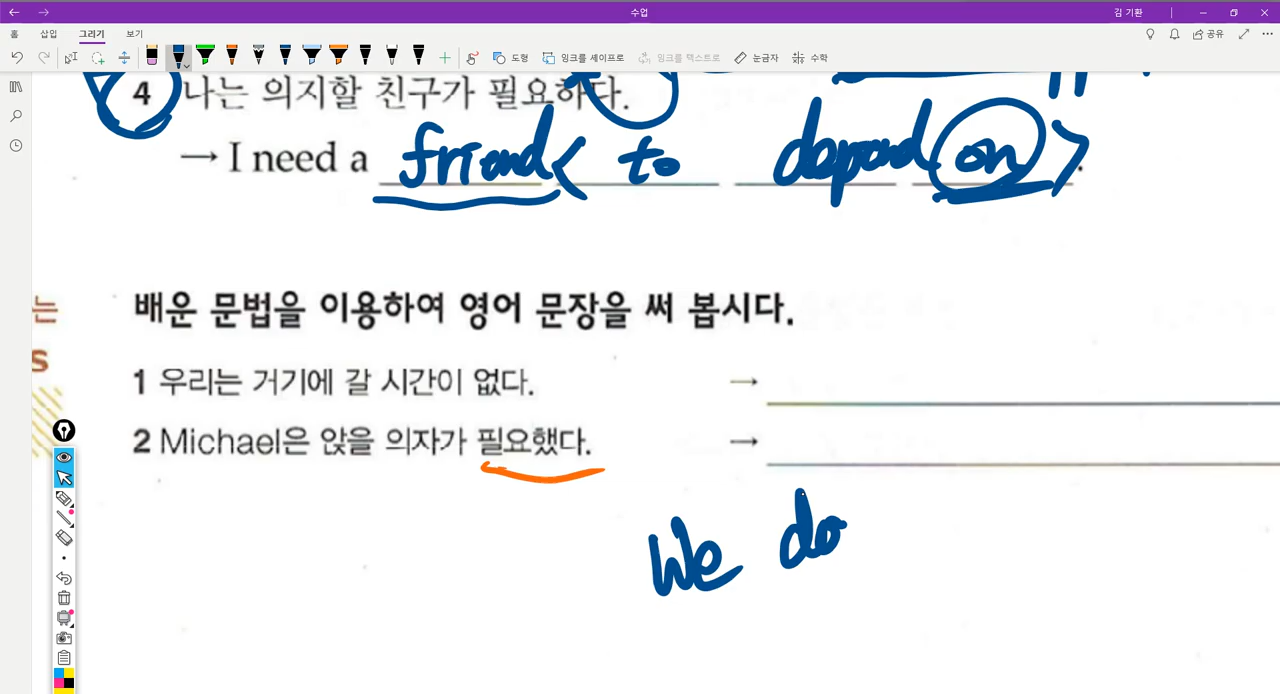 수업
김 기환
홈 삽입 그리기 보기
공유
도형 잉크를 셰이프로 잉크를 텍스트로 눈금자 수학
4 나는 의지할 친구가 필요하다.
→ I need a friend < to depend on > .
는
s
배운 문법을 이용하여 영어 문장을 써 봅시다.
1 우리는 거기에 갈 시간이 없다. →
2 Michael은 앉을 의자가 필요했다. →
We do